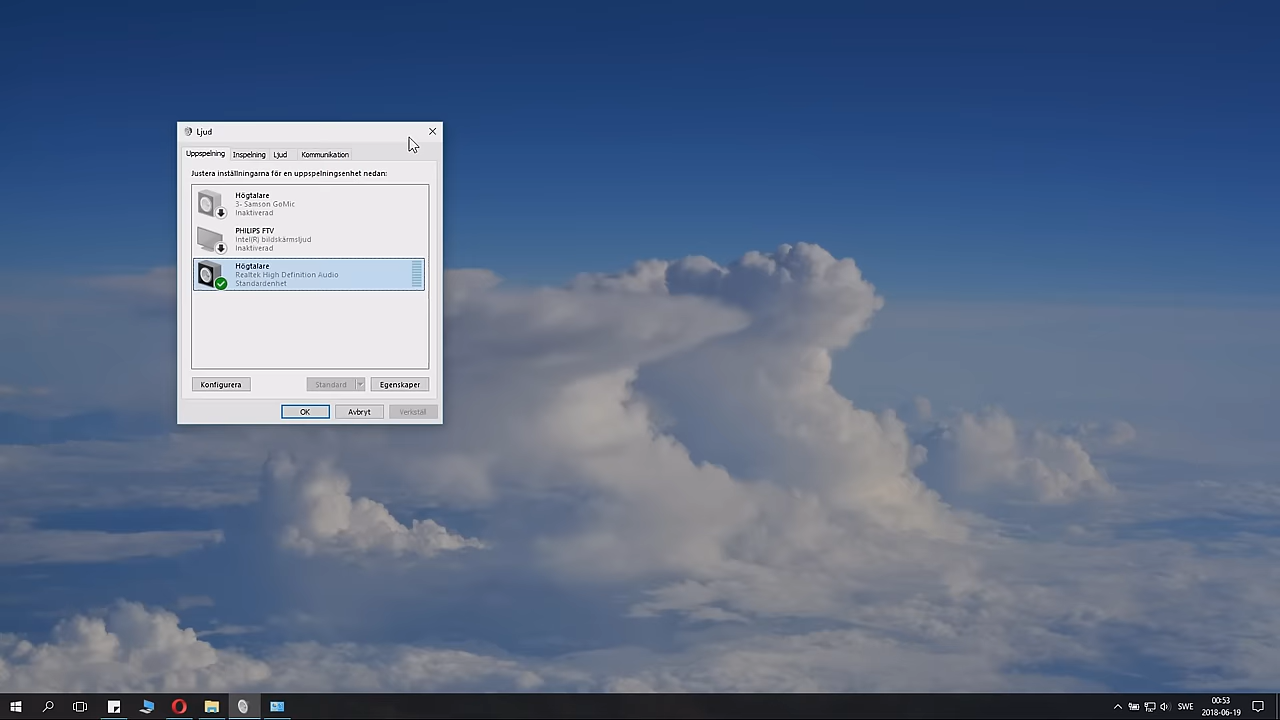 Ljud
Uppspelning Inspelning Ljud Kommunikation
Justera inställningarna för en uppspelningsenhet nedan:
Högtalare
3- Samson GoMic
Inaktiverad
PHILIPS FTV
Intel(R) bildskärmsljud
Inaktiverad
Högtalare
Realtek High Definition Audio
Standardenhet
Konfigurera Standard Egenskaper
OK Avbryt Verkställ
SWE
00:53
2018-06-19